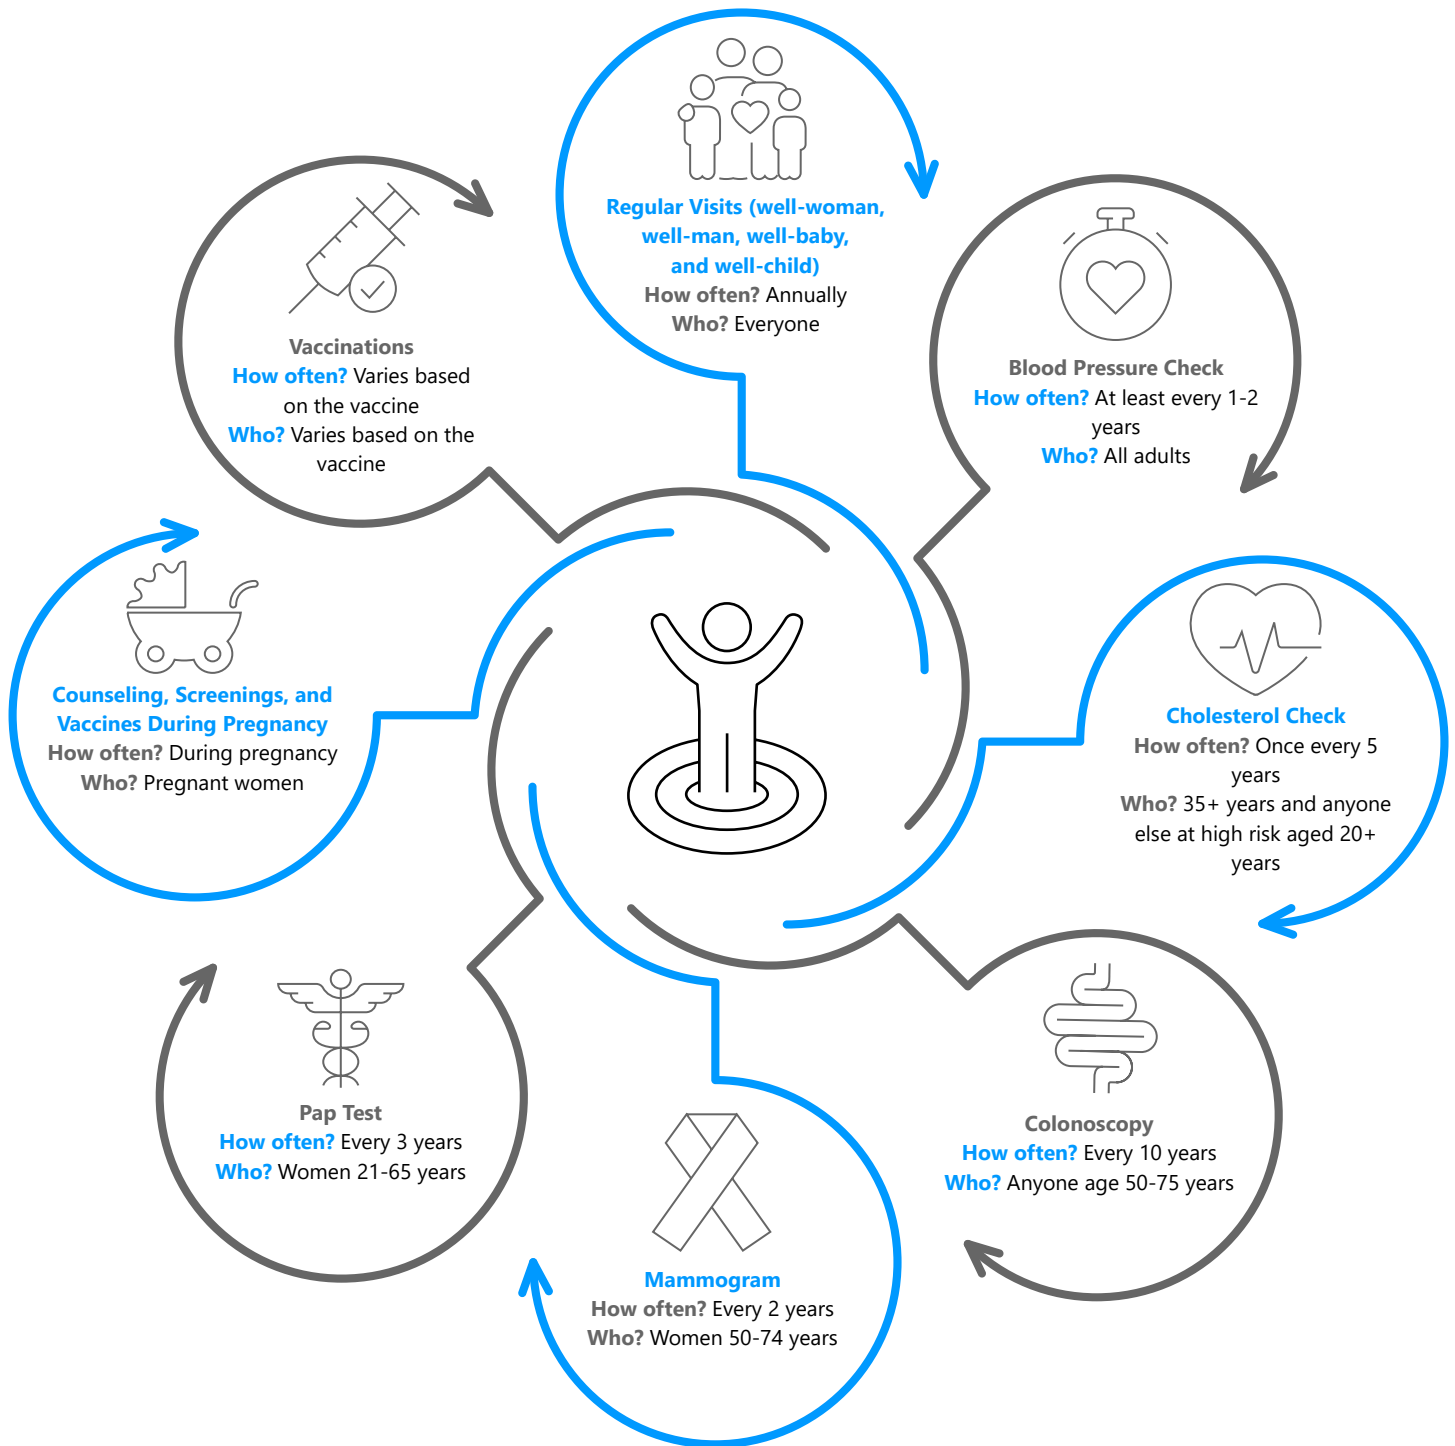 Regular Visits (well-woman,
well-man, well-baby,
and well-child)
How often? Annually
Who? Everyone
Blood Pressure Check
How often? At least every 1-2
years
Who? All adults
Cholesterol Check
How often? Once every 5
years
Who? 35+ years and anyone
else at high risk aged 20+
years
Colonoscopy
How often? Every 10 years
Who? Anyone age 50-75 years
Mammogram
How often? Every 2 years
Who? Women 50-74 years
Pap Test
How often? Every 3 years
Who? Women 21-65 years
Counseling, Screenings, and
Vaccines During Pregnancy
How often? During pregnancy
Who? Pregnant women
Vaccinations
How often? Varies based
on the vaccine
Who? Varies based on the
vaccine